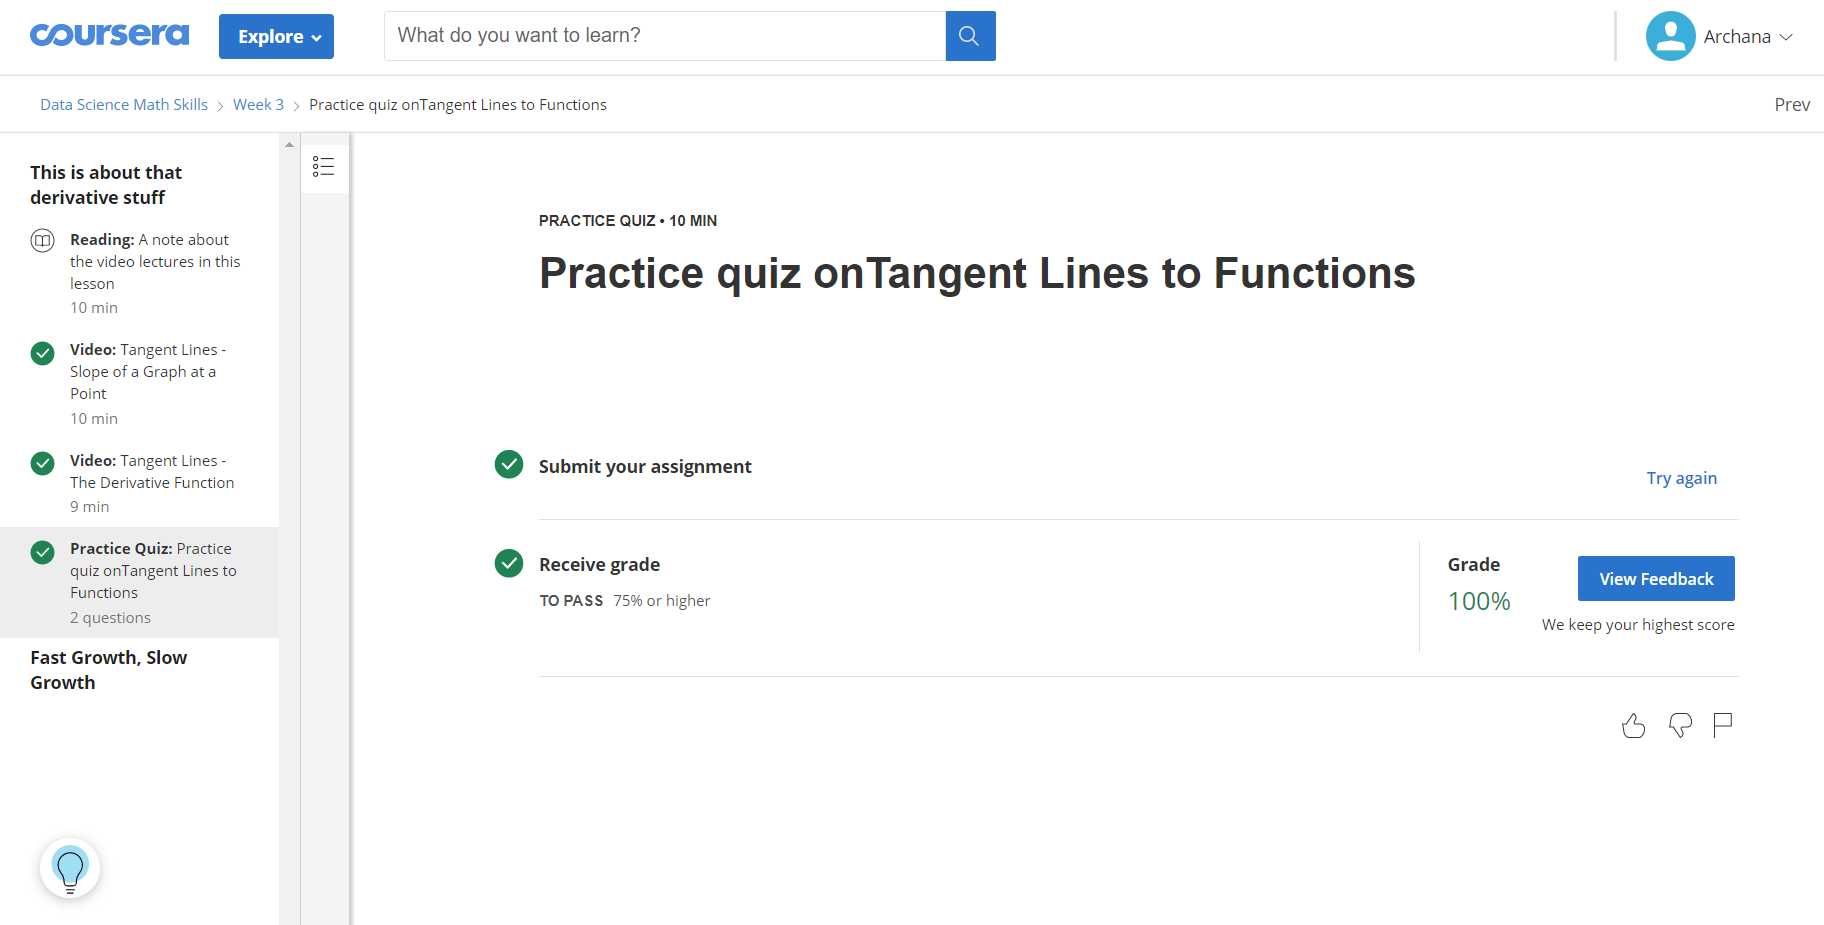 coursera
Explore
What do you want to learn?
Archana
Data Science Math Skills
Week 3
Practice quiz onTangent Lines to Functions
Prev
This is about that
derivative stuff
Reading: A note about
the video lectures in this
lesson
10 min
Video: Tangent Lines -
Slope of a Graph at a
Point
10 min
Video: Tangent Lines -
The Derivative Function
9 min
Practice Quiz: Practice
quiz onTangent Lines to
Functions
2 questions
Fast Growth, Slow
Growth
PRACTICE QUIZ • 10 MIN
Practice quiz onTangent Lines to Functions
Submit your assignment
Try again
Receive grade
TO PASS 75% or higher
Grade
100%
View Feedback
We keep your highest score